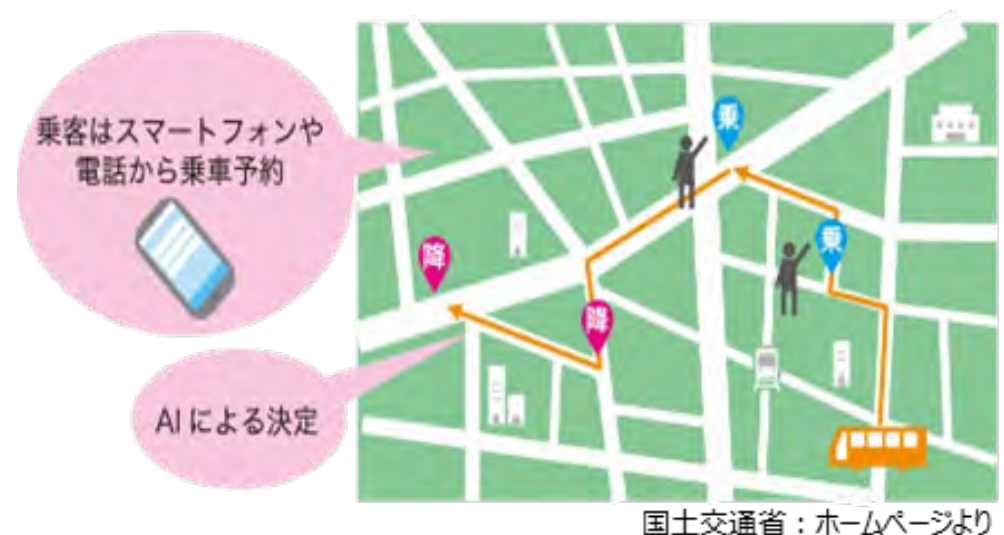 乗客はスマートフォンや
電話から乗車予約
乗
乗
降
降
AIによる決定
国土交通省：ホームページより